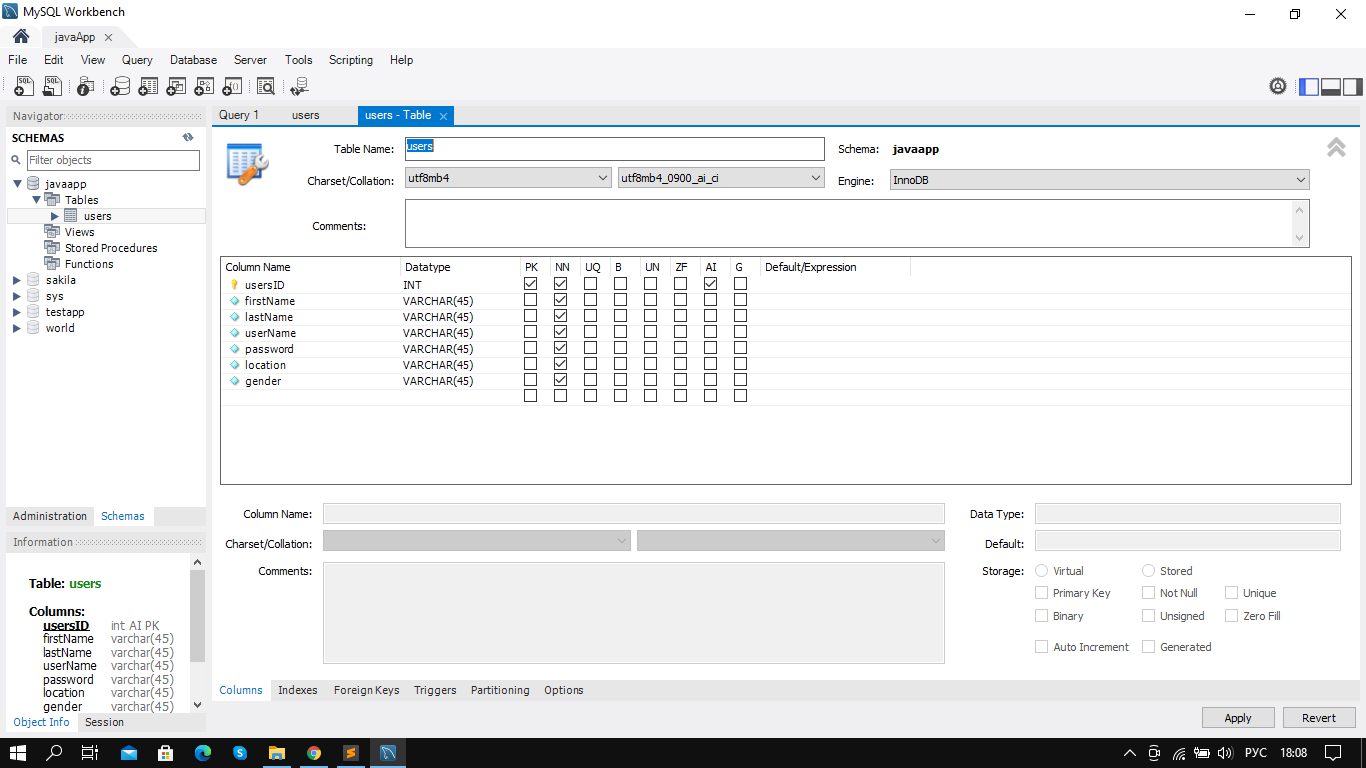 MySQL Workbench
javaApp
File Edit View Query Database Server Tools Scripting Help
Navigator
SCHEMAS
Filter objects
javaapp
Tables
users
Views
Stored Procedures
Functions
sakila
sys
testapp
world
Administration Schemas
Information
Table: users
Columns:
usersID int AI PK
firstName varchar(45)
lastName varchar(45)
userName varchar(45)
password varchar(45)
location varchar(45)
gender varchar(45)
Object Info Session
Query 1 users users - Table
Table Name: users Schema: javaapp
Charset/Collation: utf8mb4 utf8mb4_0900_ai_ci Engine: InnoDB
Comments:
Column Name Datatype PK NN UQ B UN ZF AI G Default/Expression
usersID INT
firstName VARCHAR(45)
lastName VARCHAR(45)
userName VARCHAR(45)
password VARCHAR(45)
location VARCHAR(45)
gender VARCHAR(45)
Column Name: Data Type:
Charset/Collation: Default:
Comments: Storage: Virtual Stored
Primary Key Not Null Unique
Binary Unsigned Zero Fill
Auto Increment Generated
Columns Indexes Foreign Keys Triggers Partitioning Options
Apply Revert
РУС 18:08